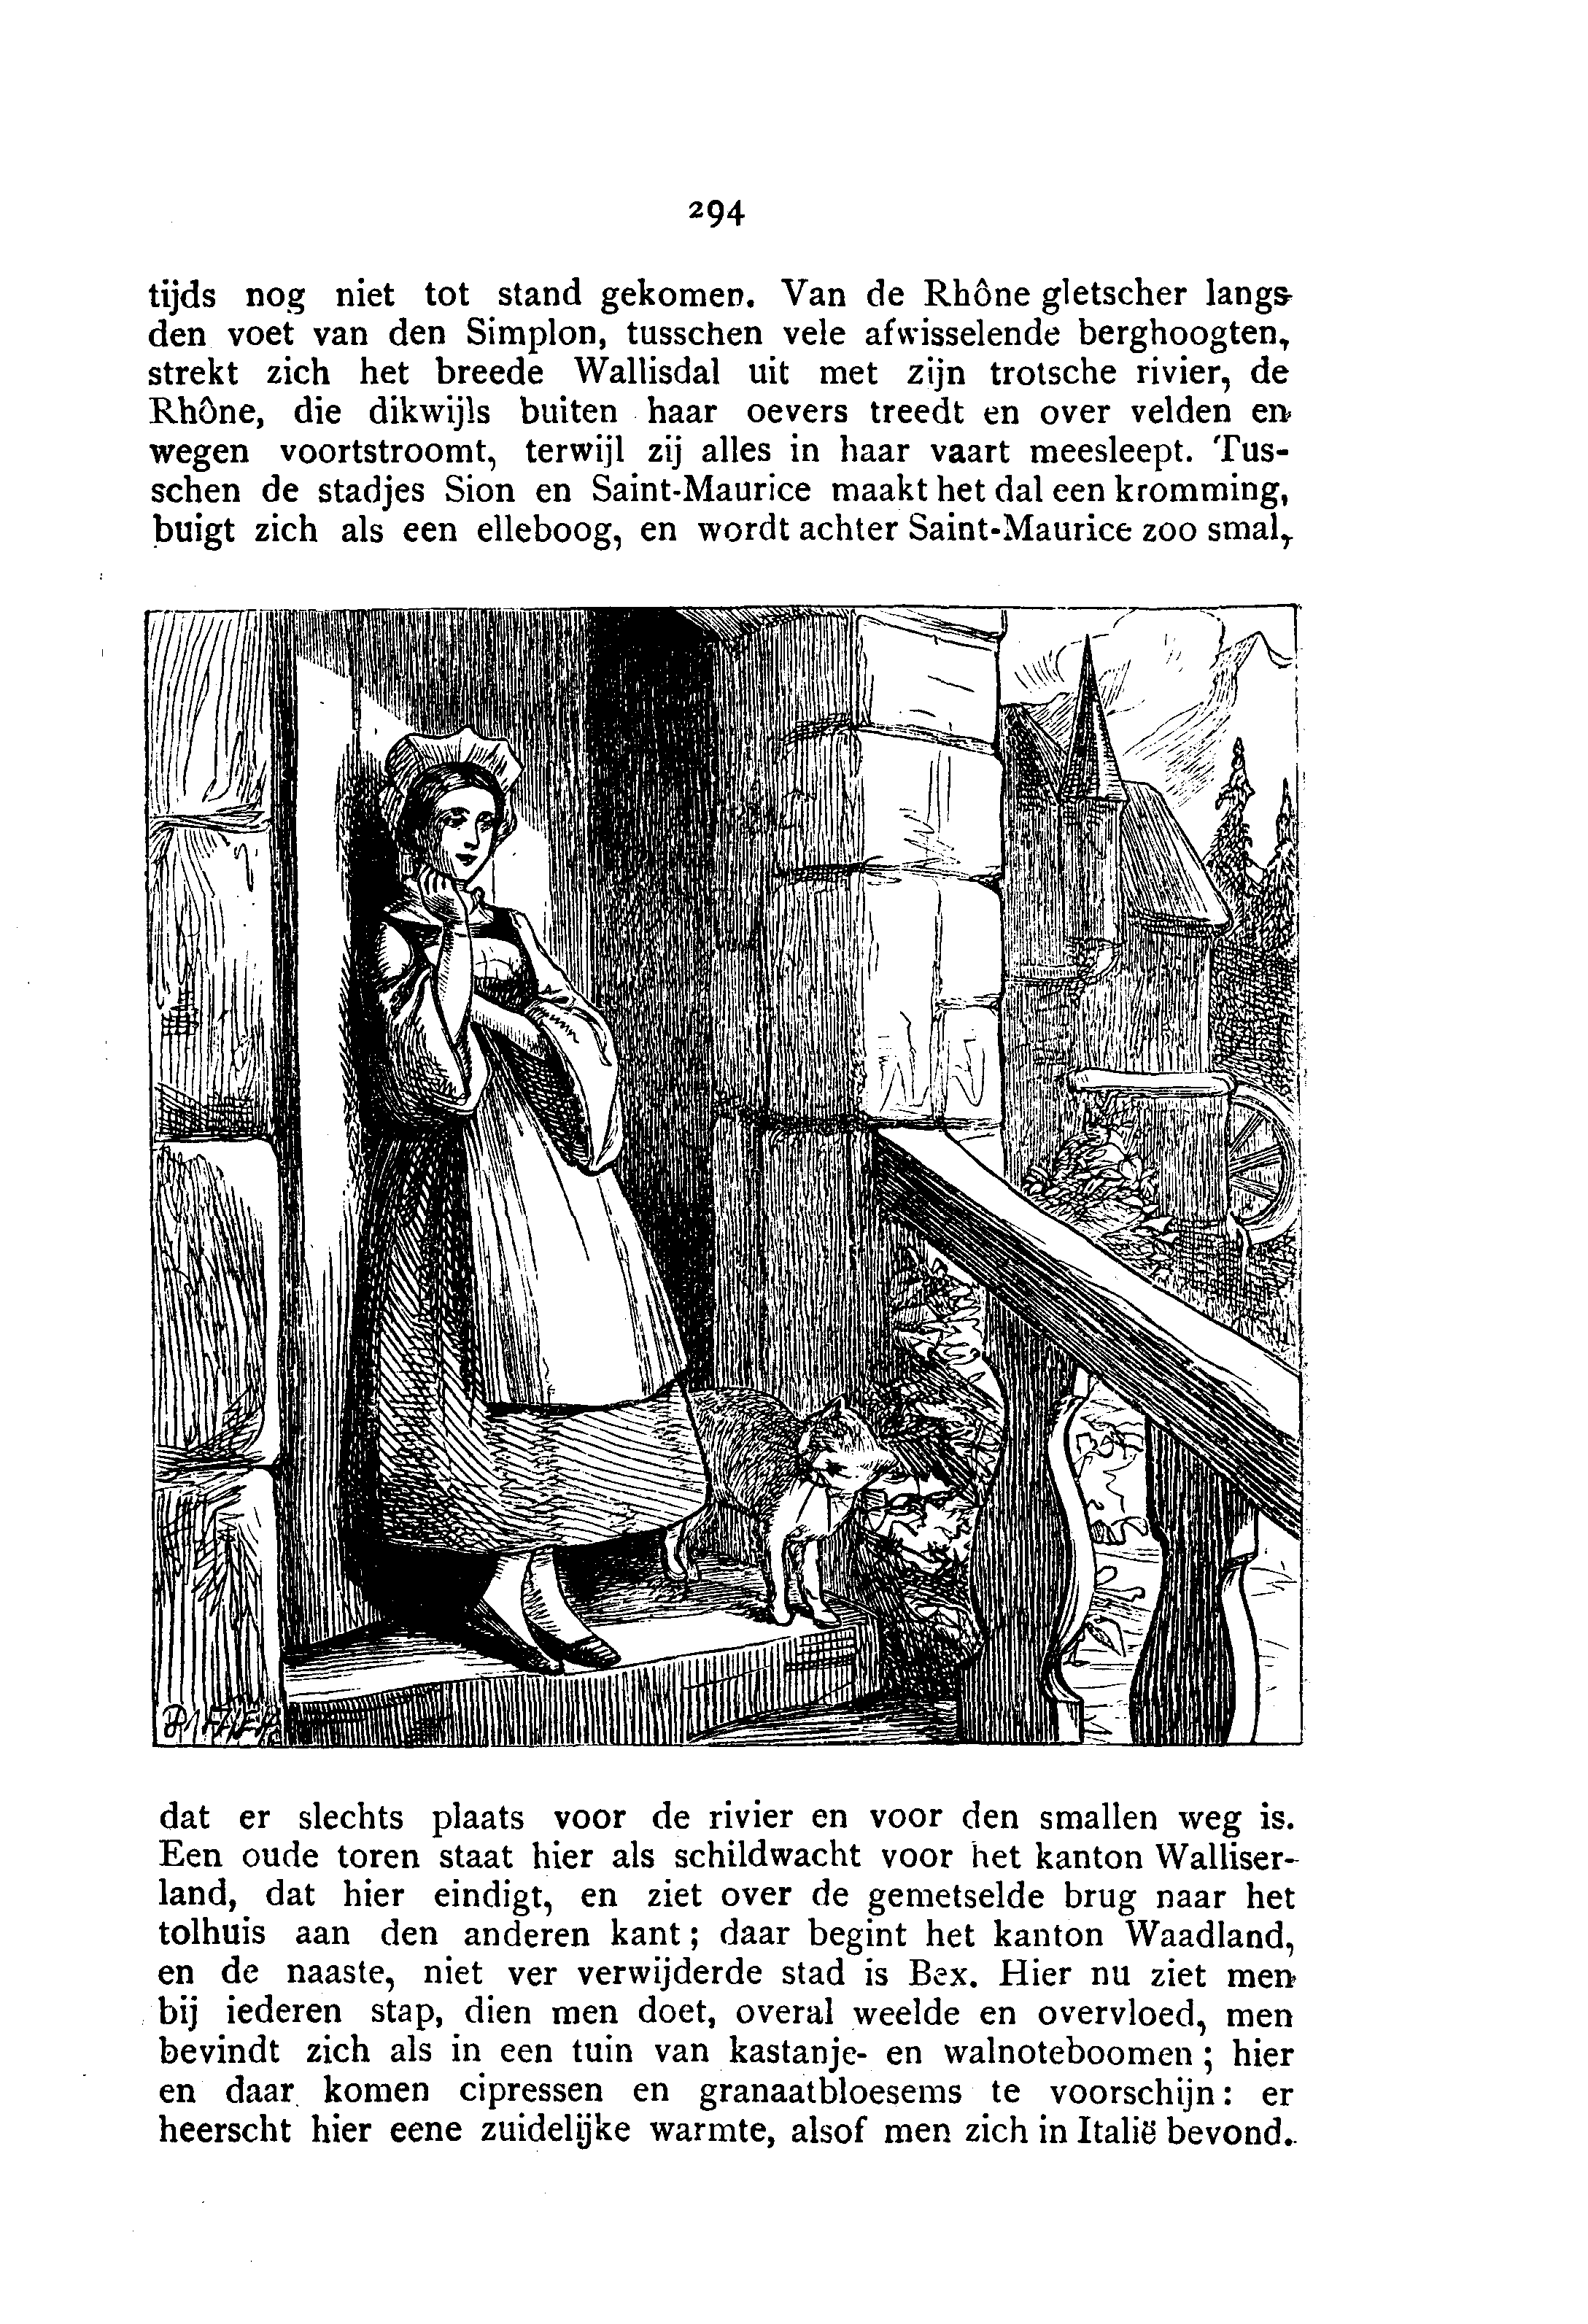 294
tijds nog niet tot stand gekomen. Van de Rhône gletscher langs
den voet van den Simplon, tusschen vele afwisselende berghoogten,
strekt zich het breede Wallisdal uit met zijn trotsche rivier, de
Rhône, die dikwijls buiten haar oevers treedt en over velden en
wegen voortstroomt, terwijl zij alles in haar vaart meesleept. Tus-
schen de stadjes Sion en Saint-Maurice maakt het dal een kromming,
buigt zich als een elleboog, en wordt achter Saint-Maurice zoo smal,
dat er slechts plaats voor de rivier en voor den smallen weg is.
Een oude toren staat hier als schildwacht voor het kanton Walliser-
land, dat hier eindigt, en ziet over de gemetselde brug naar het
tolhuis aan den anderen kant; daar begint het kanton Waadland,
en de naaste, niet ver verwijderde stad is Bex. Hier nu ziet men
bij iederen stap, dien men doet, overal weelde en overvloed, men
bevindt zich als in een tuin van kastanje- en walnoteboomen; hier
en daar komen cipressen en granaatbloesems te voorschijn: er
heerscht hier eene zuidelijke warmte, alsof men zich in Italië bevond.